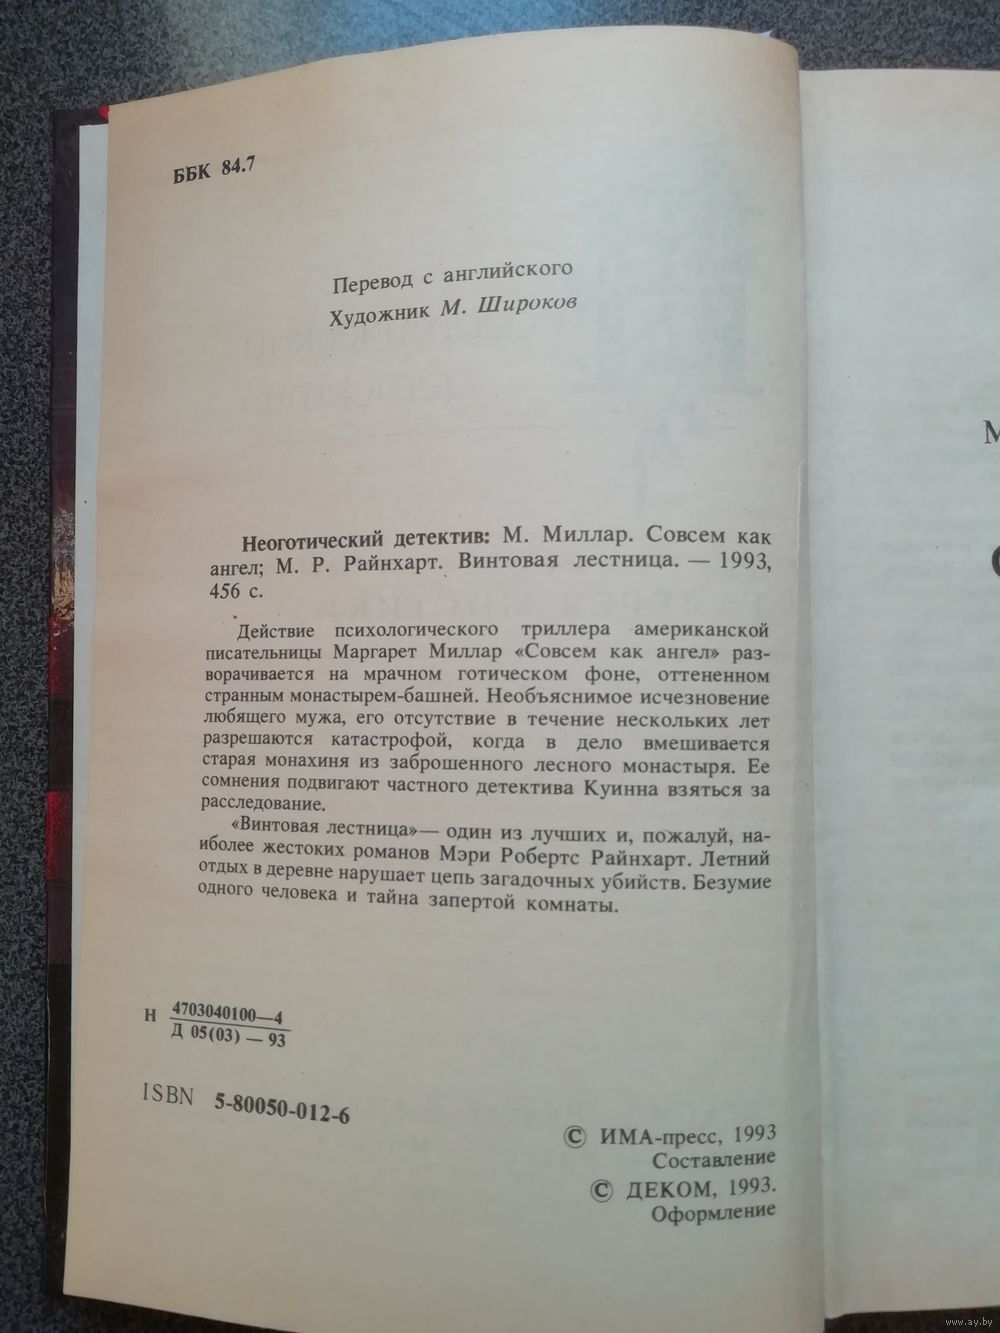 ББК 84.7
Перевод с английского
Художник М. Широков
Неоготический детектив: М. Миллар. Совсем как
ангел; М. Р. Райнхарт. Винтовая лестница. — 1993,
456 с.
Действие психологического триллера американской
писательницы Маргарет Миллар «Совсем как ангел» раз-
ворачивается на мрачном готическом фоне, оттененном
странным монастырем-башней. Необъяснимое исчезновение
любящего мужа, его отсутствие в течение нескольких лет
разрешаются катастрофой, когда в дело вмешивается
старая монахиня из заброшенного лесного монастыря. Ее
сомнения подвигают частного детектива Куинна взяться за
расследование.
«Винтовая лестница»— один из лучших и, пожалуй, на-
иболее жестоких романов Мэри Робертс Райнхарт. Летний
отдых в деревне нарушает цепь загадочных убийств. Безумие
одного человека и тайна запертой комнаты.
Н 4703040100—4
Д 05(03) — 93
ISBN 5-80050-012-6
© ИМА-пресс, 1993
Составление
© ДЕКОМ, 1993.
Оформление
www.ay.by